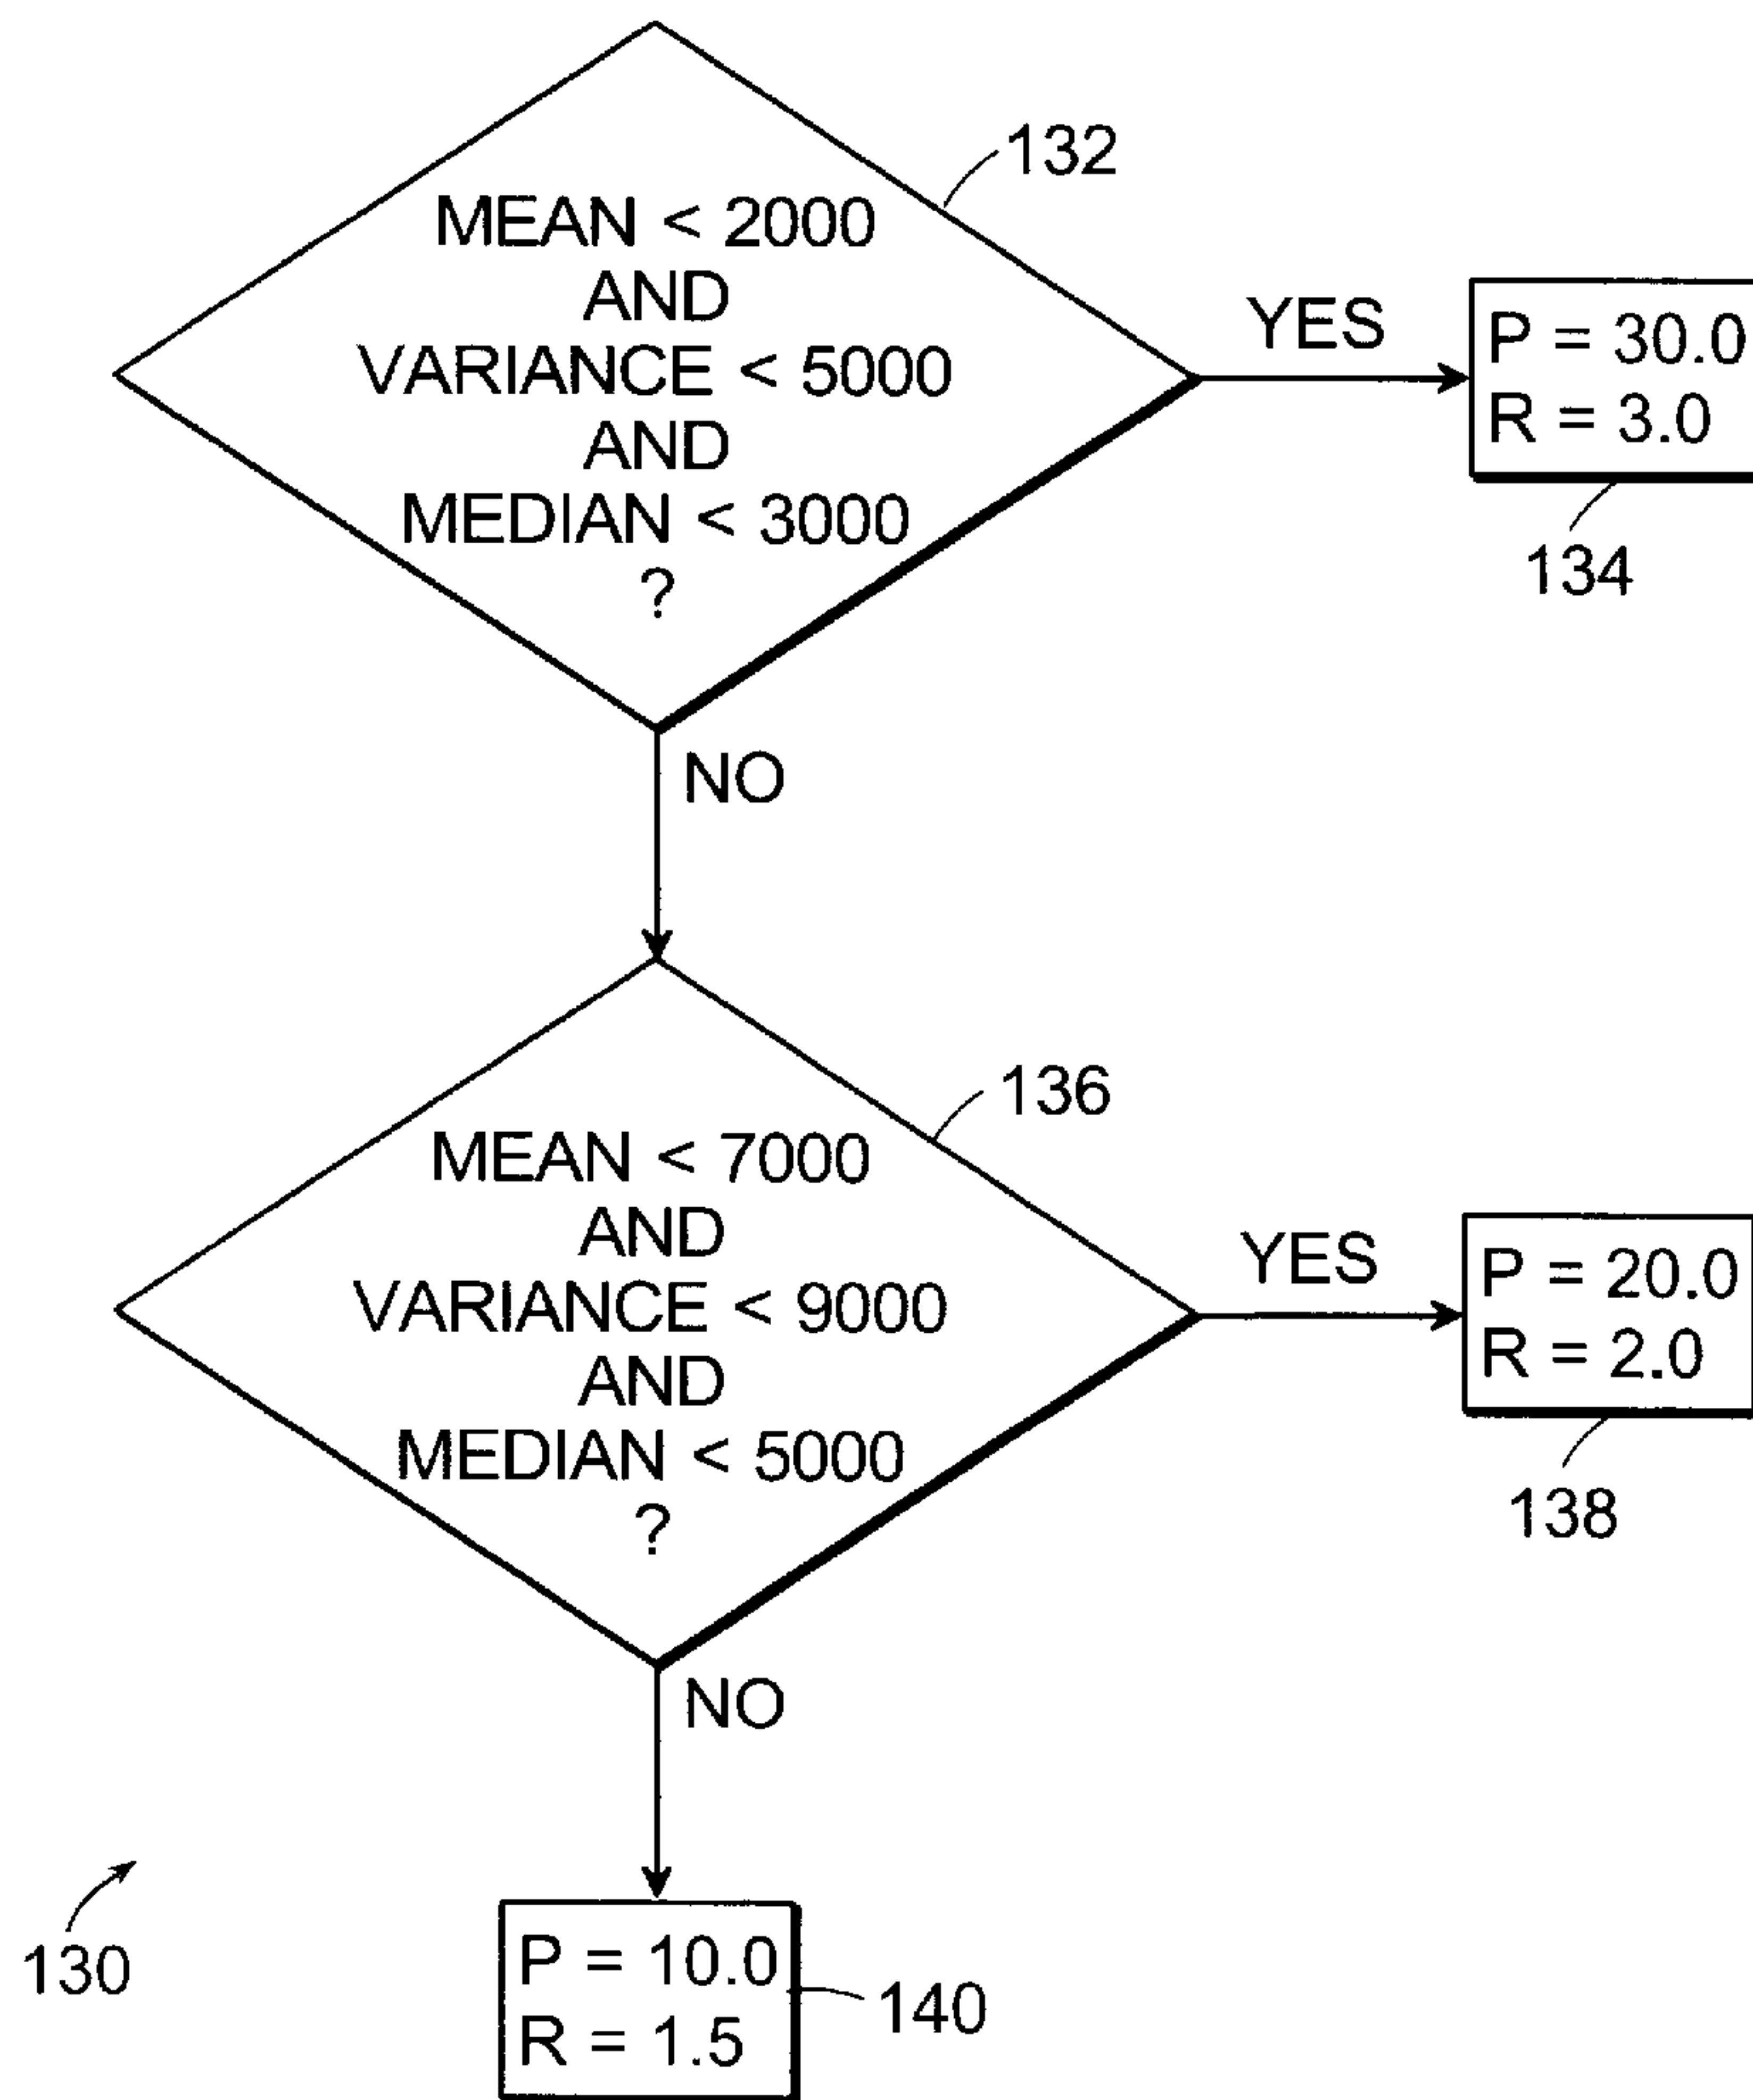 132
MEAN < 2000
AND
VARIANCE < 5000
AND
MEDIAN < 3000
?
YES
P = 30.0
R = 3.0
134
NO
136
MEAN < 7000
AND
VARIANCE < 9000
AND
MEDIAN < 5000
?
YES
P = 20.0
R = 2.0
138
NO
130
P = 10.0
R = 1.5
140